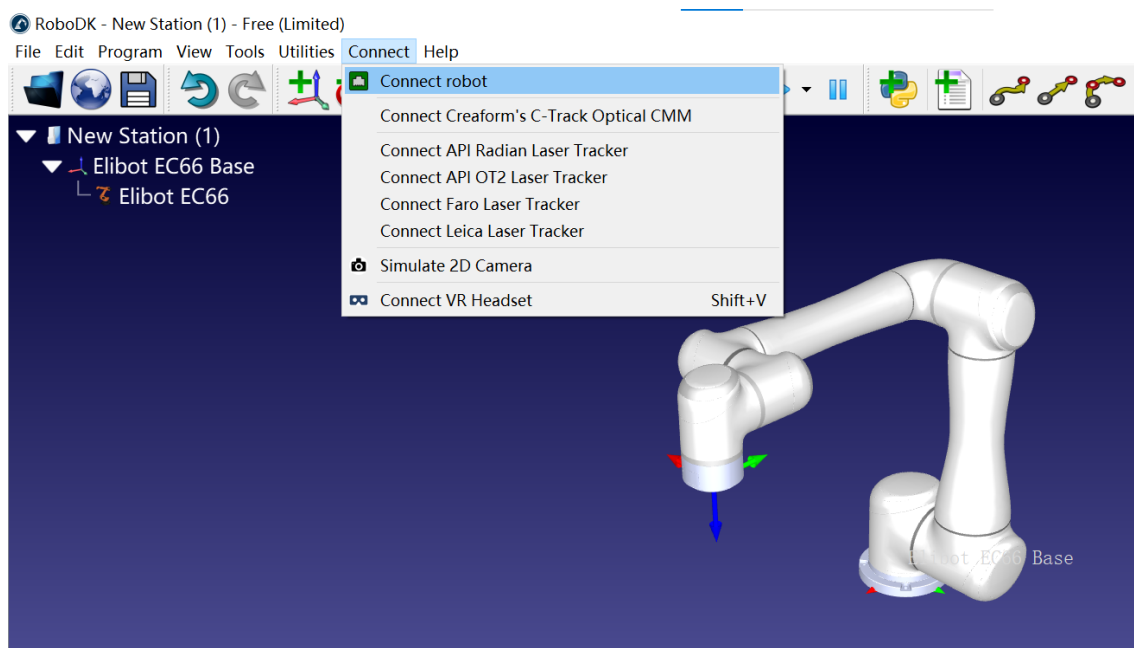 RoboDK - New Station (1) - Free (Limited)
File Edit Program View Tools Utilities Connect Help
Connect robot
Connect Creaform's C-Track Optical CMM
Connect API Radian Laser Tracker
Connect API OT2 Laser Tracker
Connect Faro Laser Tracker
Connect Leica Laser Tracker
Simulate 2D Camera
Connect VR Headset Shift+V
New Station (1)
Elibot EC66 Base
Elibot EC66
Elibot EC66 Base